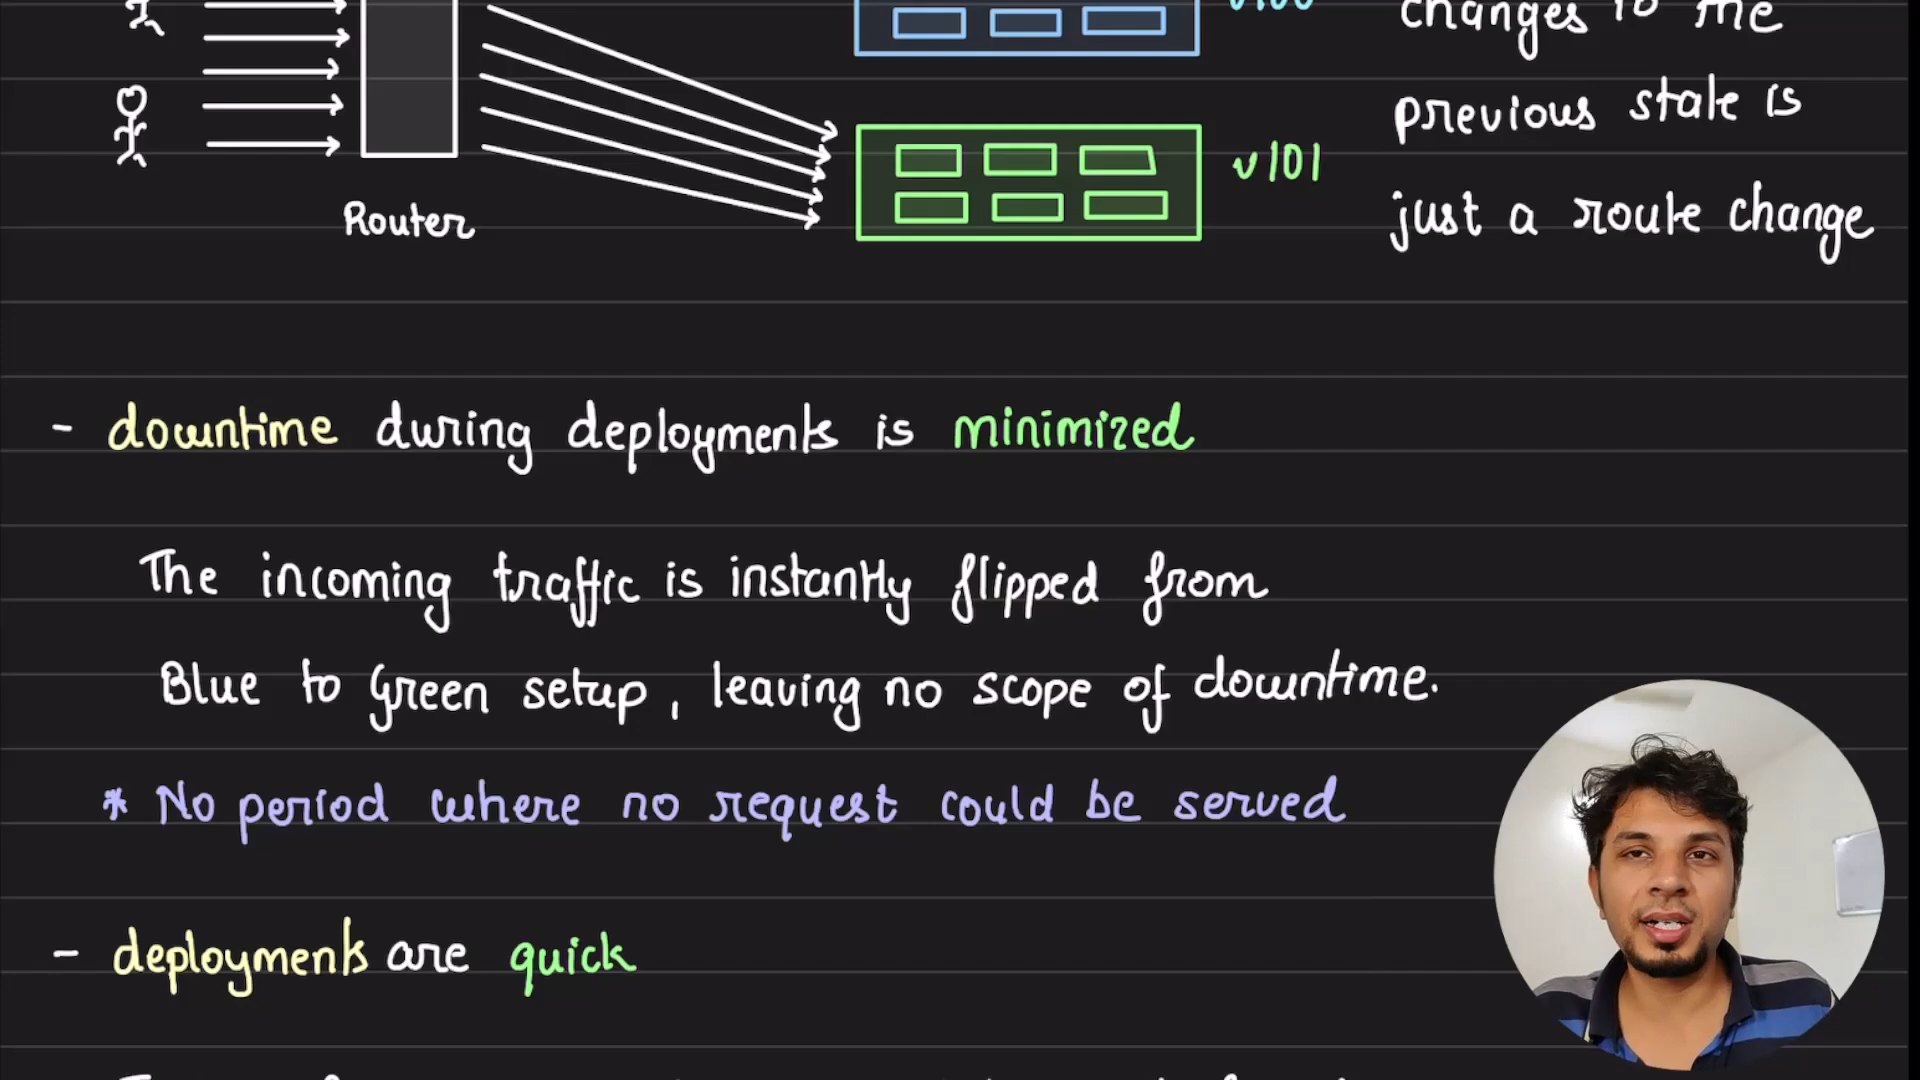 changes to the
previous state is
v101
just a route change
Router
- downtime during deployments is minimized
The incoming traffic is instantly flipped from
Blue to Green setup, leaving no scope of downtime.
* No period where no request could be served
- deployments are quick